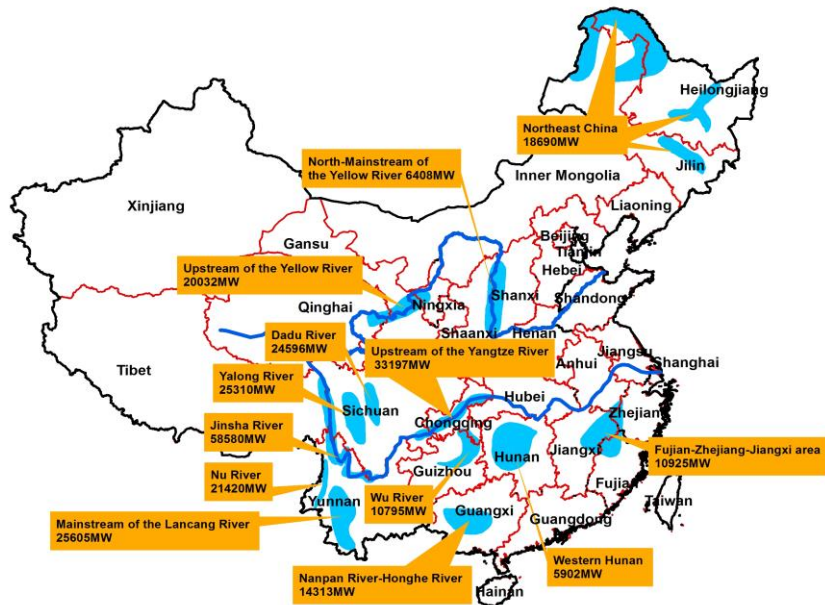 Heilongjiang
Northeast China
18690MW
Jilin
North-Mainstream of
the Yellow River 6408MW
Inner Mongolia
Liaoning
Xinjiang
Beijing
Tianjin
Gansu
Hebei
Upstream of the Yellow River
20032MW
Ningxia
Shanxi
Shandong
Qinghai
Dadu River
24596MW
Shaanxi
Henan
Upstream of the Yangtze River
33197MW
Jiangsu
Anhui
Shanghai
Tibet
Yalong River
25310MW
Sichuan
Hubei
Zhejian
Jinsha River
58580MW
Chongqing
Hunan
Jiangxi
Fujian-Zhejiang-Jiangxi area
10925MW
Nu River
21420MW
Guizhou
Fujian
Yunnan
Wu River
10795MW
Taiwan
Mainstream of the Lancang River
25605MW
Guangxi
Guangdong
Western Hunan
5902MW
Nanpan River-Honghe River
14313MW
Hainan